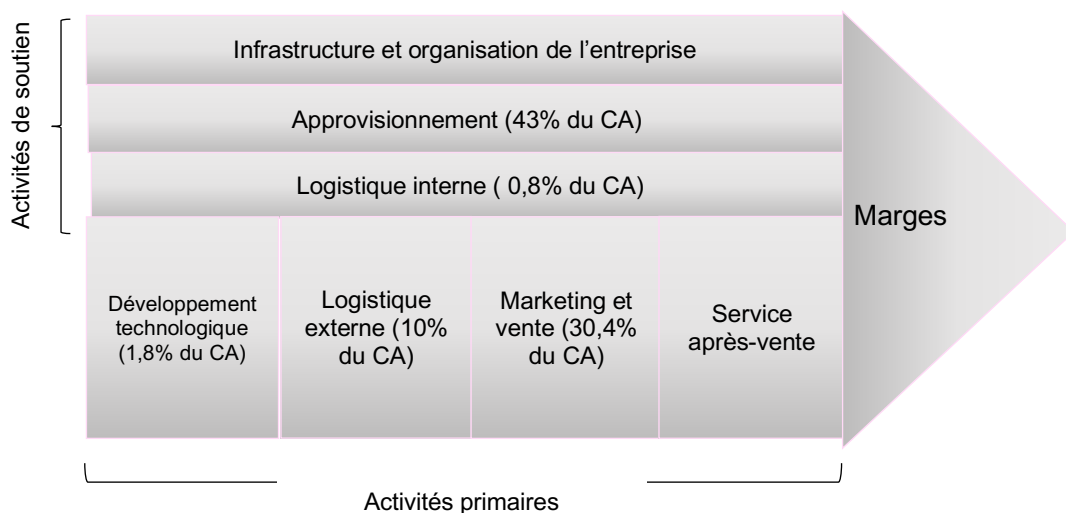 Activités de soutien
Infrastructure et organisation de l’entreprise
Approvisionnement (43% du CA)
Logistique interne ( 0,8% du CA)
Marges
Développement
technologique
(1,8% du CA)
Logistique
externe (10%
du CA)
Marketing et
vente (30,4%
du CA)
Service
après-vente
Activités primaires